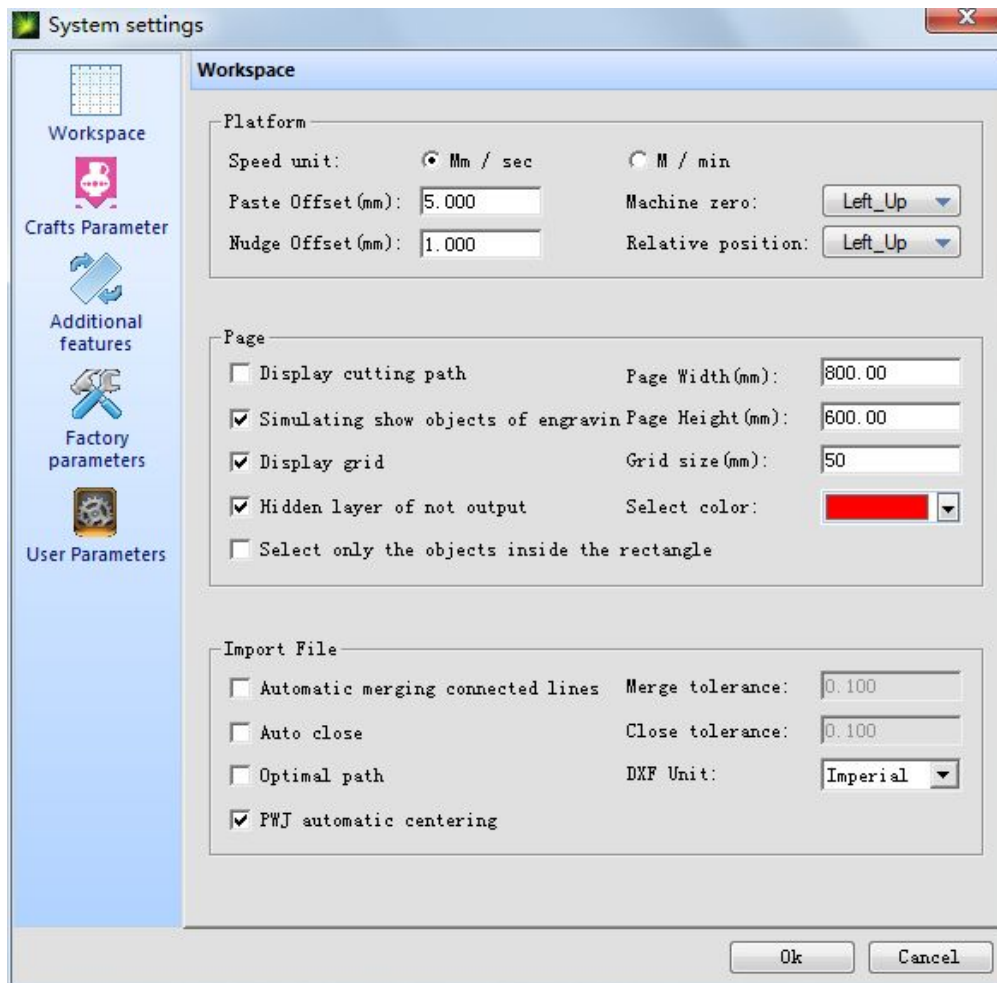 System settings
Workspace
Crafts Parameter
Additional
features
Factory
parameters
User Parameters
Workspace
Platform
Speed unit: Mm / sec M / min
Paste Offset(mm): 5.000 Machine zero: Left_Up
Nudge Offset(mm): 1.000 Relative position: Left_Up
Page
Display cutting path Page Width(mm): 800.00
Simulating show objects of engravin Page Height(mm): 600.00
Display grid Grid size(mm): 50
Hidden layer of not output Select color:
Select only the objects inside the rectangle
Import File
Automatic merging connected lines Merge tolerance: 0.100
Auto close Close tolerance: 0.100
Optimal path DXF Unit: Imperial
PWJ automatic centering
Ok Cancel